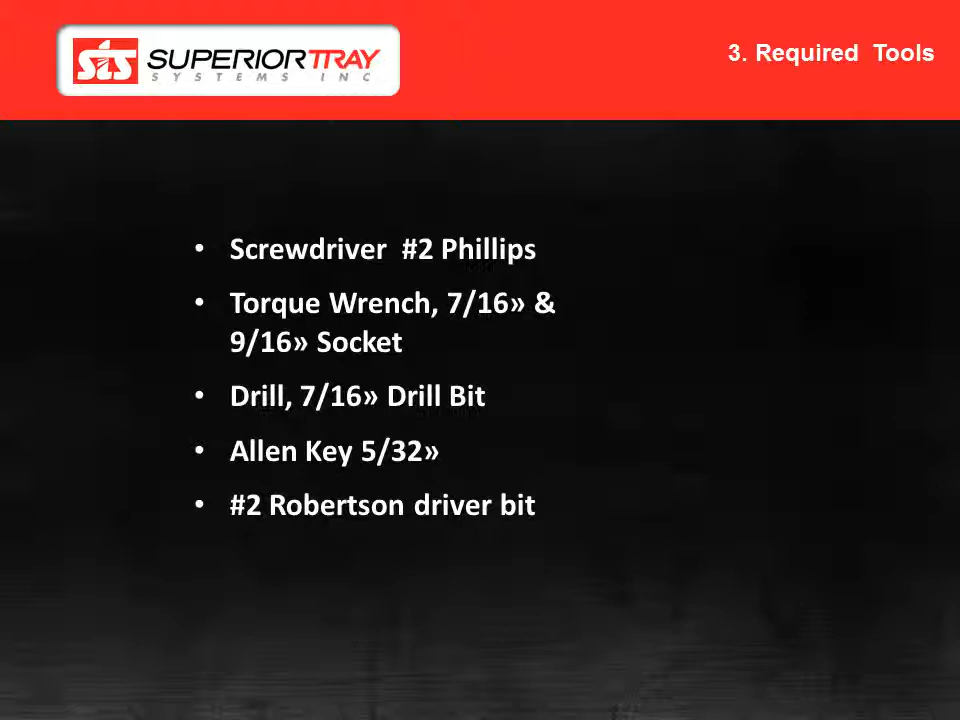 sts SUPERIORTRAY
SYSTEMS INC
3. Required Tools
• Screwdriver #2 Phillips
• Torque Wrench, 7/16» &
9/16» Socket
• Drill, 7/16» Drill Bit
• Allen Key 5/32»
• #2 Robertson driver bit